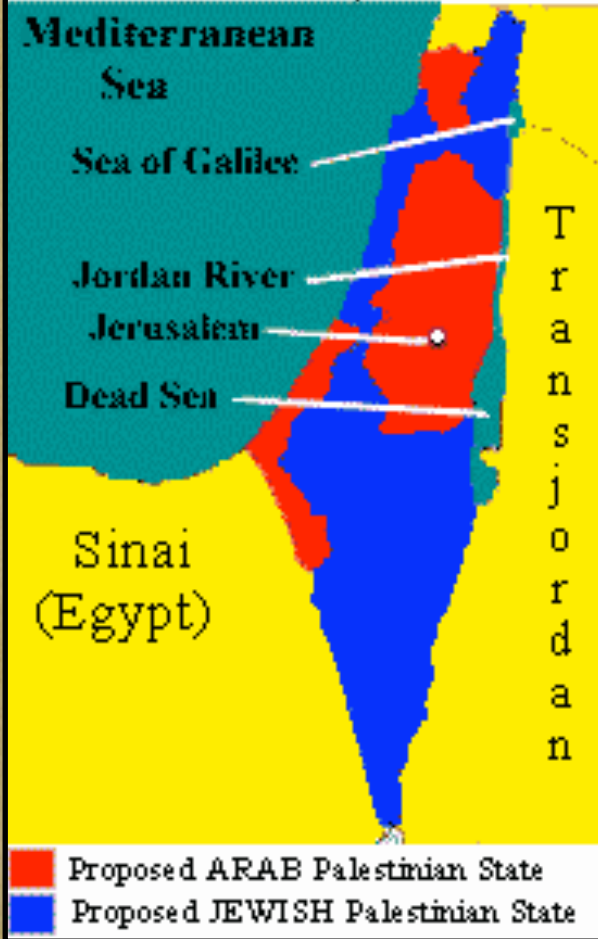 Mediterranean
Sea
Sea of Galilee
Jordan River
Jerusalem
Dead Sea
Transjordan
Sinai
(Egypt)
Proposed ARAB Palestinian State
Proposed JEWISH Palestinian State